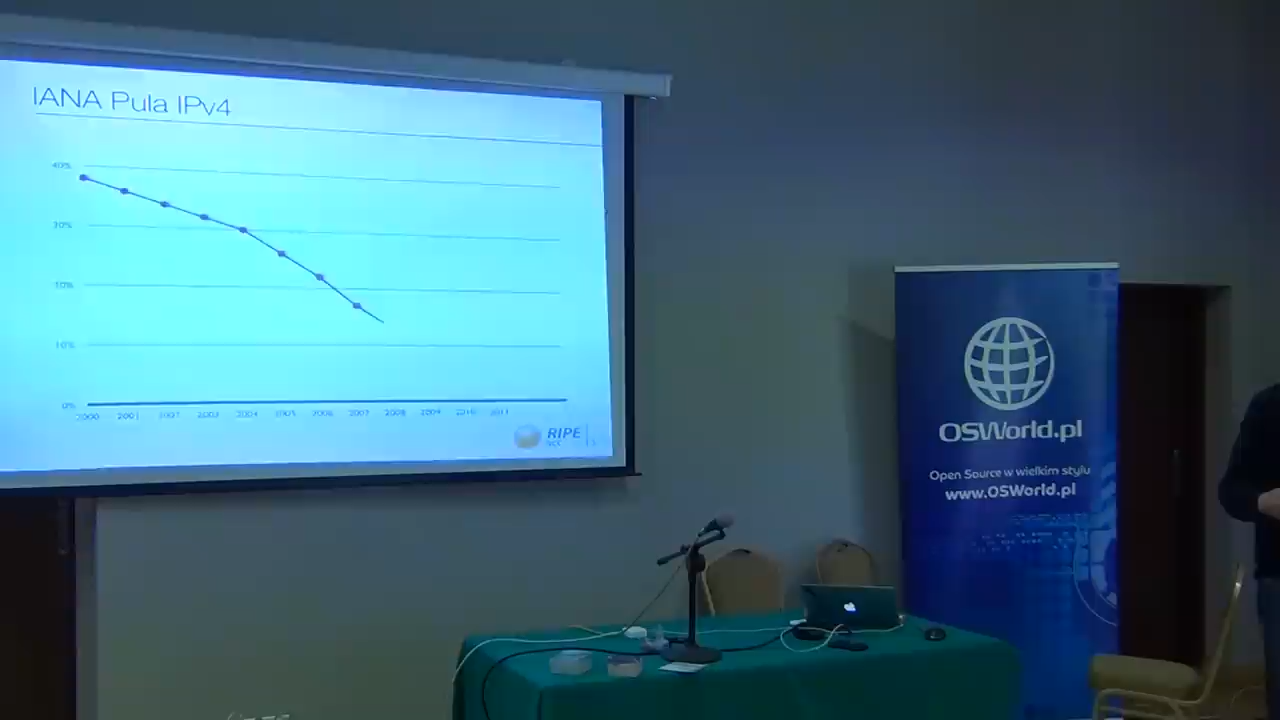 IANA Pula IPv4
40%
30%
10%
0%
2000 2001 2002 2003 2004 2005 2006 2007 2008 2009 2010 2011
RIPE
NCC
OSWorld.pl
Open Source w wielkim stylu
www.OSWorld.pl